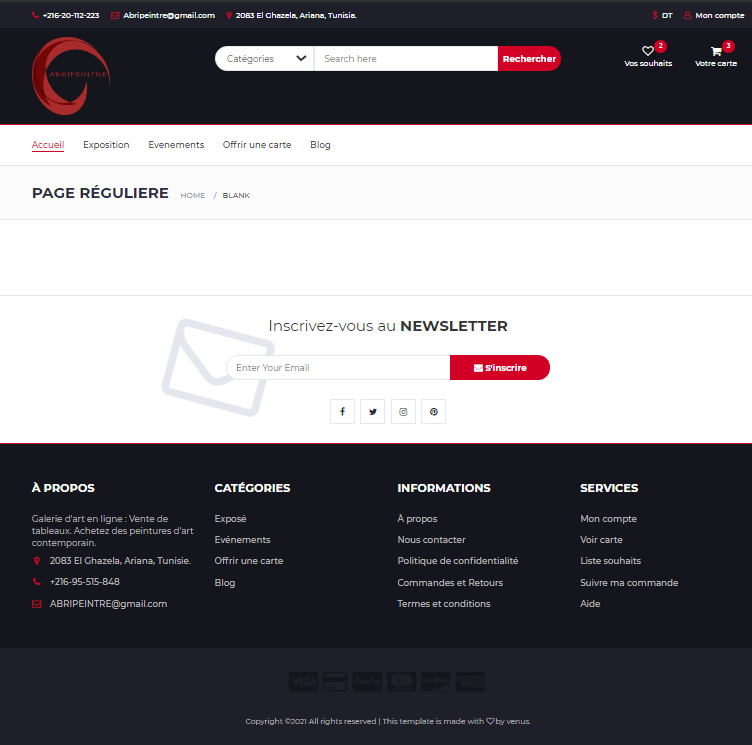 +216-20-112-223 Abripeintre@gmail.com 2083 El Ghazela, Ariana, Tunisia. $ DT Mon compte
ABRIPEINTRE
Catégories Search here Rechercher
2 3
Vos souhaits Votre carte
Accueil Exposition Evenements Offrir une carte Blog
PAGE RÉGULIERE HOME / BLANK
Inscrivez-vous au NEWSLETTER
Enter Your Email S'inscrire
À PROPOS
Galerie d'art en ligne : Vente de
tableaux. Achetez des peintures d'art
contemporain.
2083 El Ghazela, Ariana, Tunisie.
+216-95-515-848
ABRIPEINTRE@gmail.com
CATÉGORIES
Exposé
Evénements
Offrir une carte
Blog
INFORMATIONS
À propos
Nous contacter
Politique de confidentialité
Commandes et Retours
Termes et conditions
SERVICES
Mon compte
Voir carte
Liste souhaits
Suivre ma commande
Aide
VISA PayPal
Copyright ©2021 All rights reserved | This template is made with ♡ by venus.